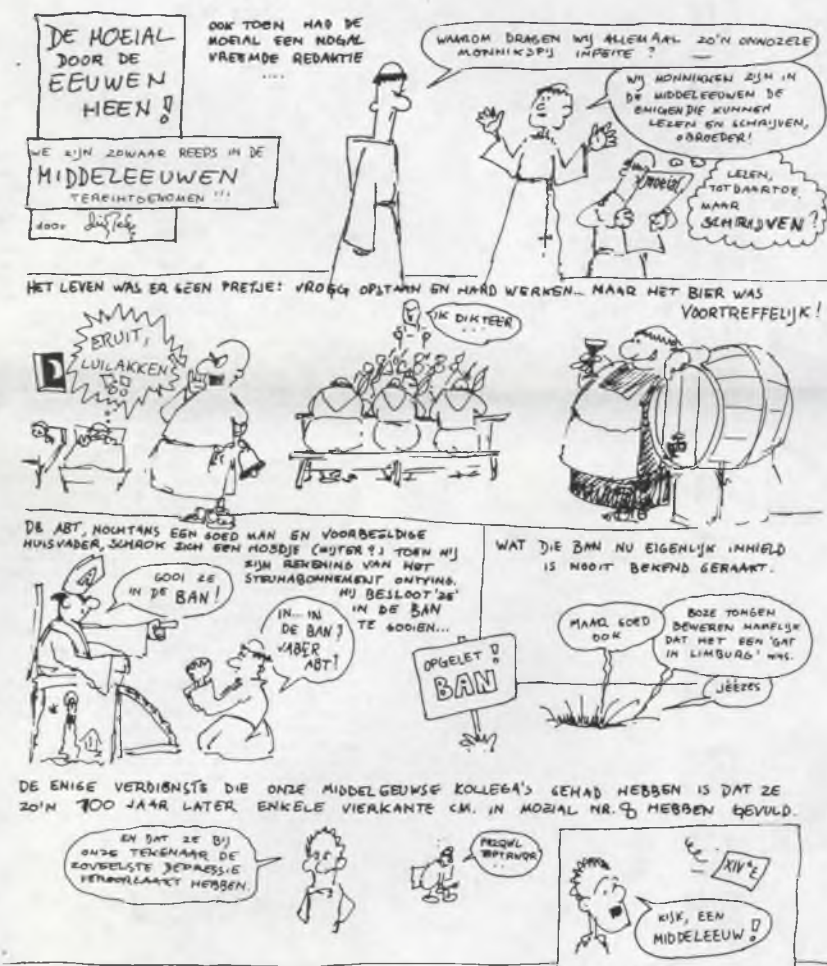 DE MOEIAL
DOOR DE
EEUWEN
HEEN!
WE ZIJN ZOWAAR REEDS IN DE
MIDDELEEUWEN
TERECHTGEKOMEN!!!
door
OOK TOEN HAD DE
MOEIAL EEN NOGAL
VREEMDE REDAKTIE
....
WAAROM DRAGEN WIJ ALLEMAAL ZO'N ONNOZELE
MONNIKSPIJ INFEITE?
WIJ MONNIKKEN ZIJN IN
DE MIDDELEEUWEN DE
ENIGEN DIE KUNNEN
LEZEN EN SCHRIJVEN,
OBROEDER!
moeial
LEZEN,
TOT DAARTOE
MAAR
SCHRIJVEN?
HET LEVEN WAS ER GEEN PRETJE: VROEG OPSTAAN EN HARD WERKEN... MAAR HET BIER WAS
VOORTREFFELIJK!
ERUIT,
LUILAKKEN
IK DIKTEER
...
DE ABT, NOCHTANS EEN GOED MAN EN VOORBEELDIGE
HUISVADER, SCHROK ZICH EEN HOEDJE (MIJTER?) TOEN HIJ
ZIJN REKENING VAN HET
STEUNABONNEMENT ONTVING.
HIJ BESLOOT 'ZE'
IN DE BAN
TE GOOIEN...
GOOI ZE
IN DE BAN!
IN... IN
DE BAN?
VADER
ABT!
WAT DIE BAN NU EIGENLIJK INHIELD
IS NOOIT BEKEND GERAAKT.
OPGELET!
BAN
MAAR GOED
OOK
BOZE TONGEN
BEWEREN NAMELIJK
DAT HET EEN 'GAT
IN LIMBURG' WAS.
JÉÉZES
DE ENIGE VERDIENSTE DIE ONZE MIDDELEEUWSE KOLLEGA'S GEHAD HEBBEN IS DAT ZE
ZO'N 700 JAAR LATER ENKELE VIERKANTE CM. IN MOEIAL NR. 8 HEBBEN GEVULD.
EN DAT ZE BIJ
ONZE TEKENAAR DE
ZOVEELSTE DEPRESSIE
VEROORZAAKT HEBBEN.
XIVᵉ E
KIJK, EEN
MIDDELEEUW!